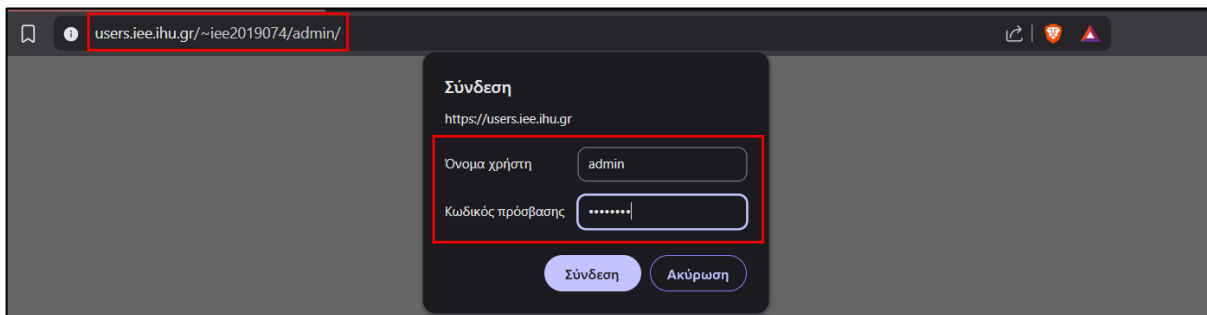 users.iee.ihu.gr/~iee2019074/admin/
Σύνδεση
https://users.iee.ihu.gr
Όνομα χρήστη admin
Κωδικός πρόσβασης ••••••••
Σύνδεση Ακύρωση